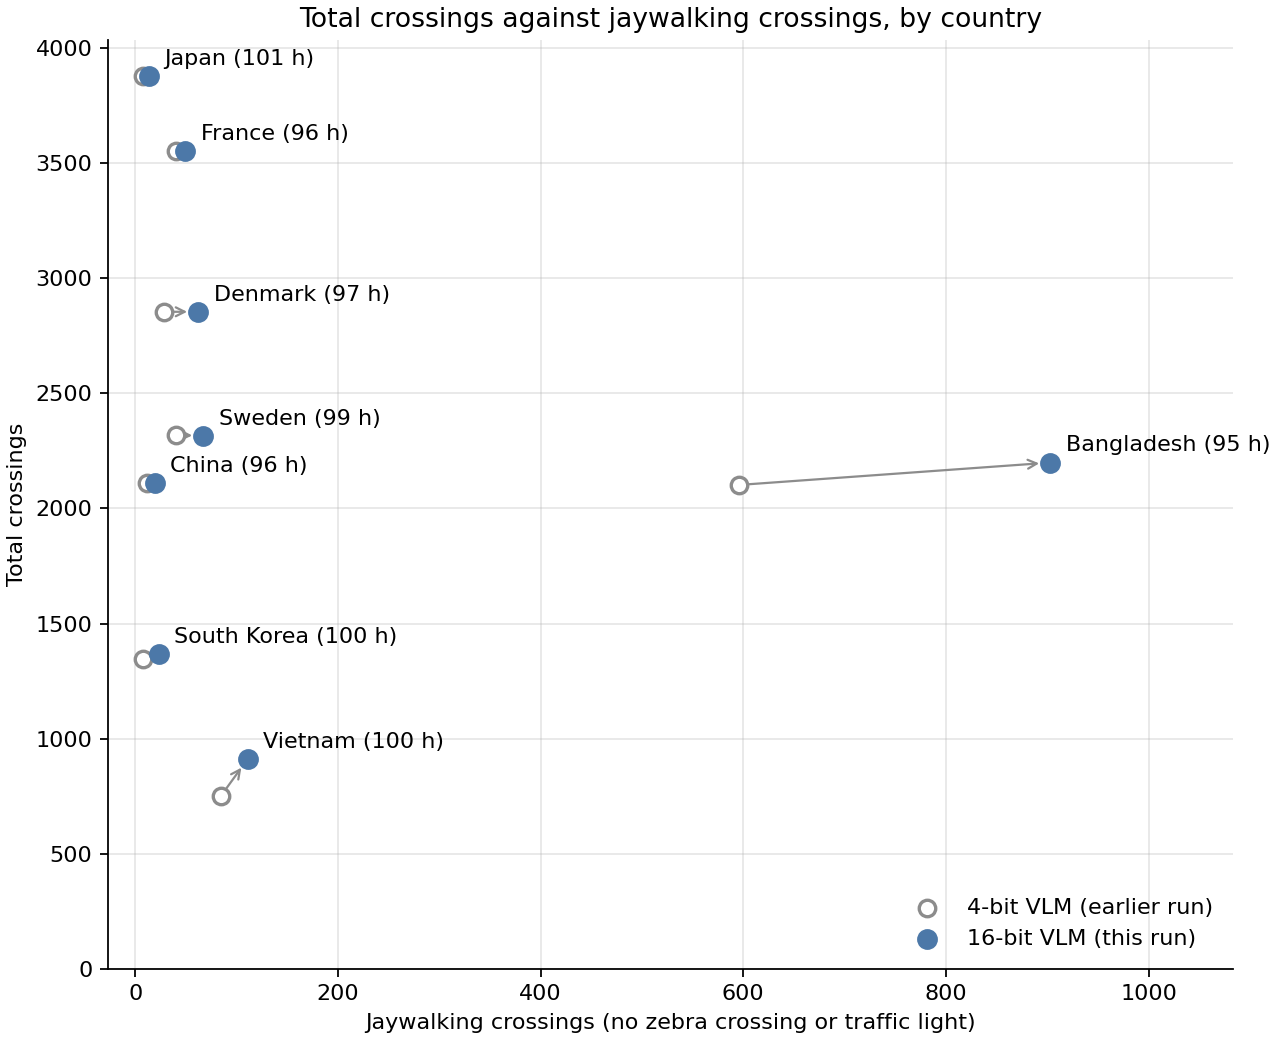 Total crossings against jaywalking crossings, by country
4000
3500
3000
2500
2000
1500
1000
500
0
Total crossings
Japan (101 h)
France (96 h)
Denmark (97 h)
Sweden (99 h)
China (96 h)
Bangladesh (95 h)
South Korea (100 h)
Vietnam (100 h)
4-bit VLM (earlier run)
16-bit VLM (this run)
0 200 400 600 800 1000
Jaywalking crossings (no zebra crossing or traffic light)